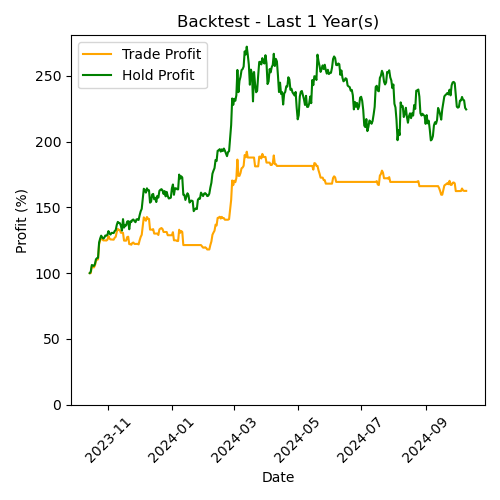 Backtest - Last 1 Year(s)
Trade Profit
Hold Profit
Profit (%)
250
200
150
100
50
0
2023-11
2024-01
2024-03
2024-05
2024-07
2024-09
Date